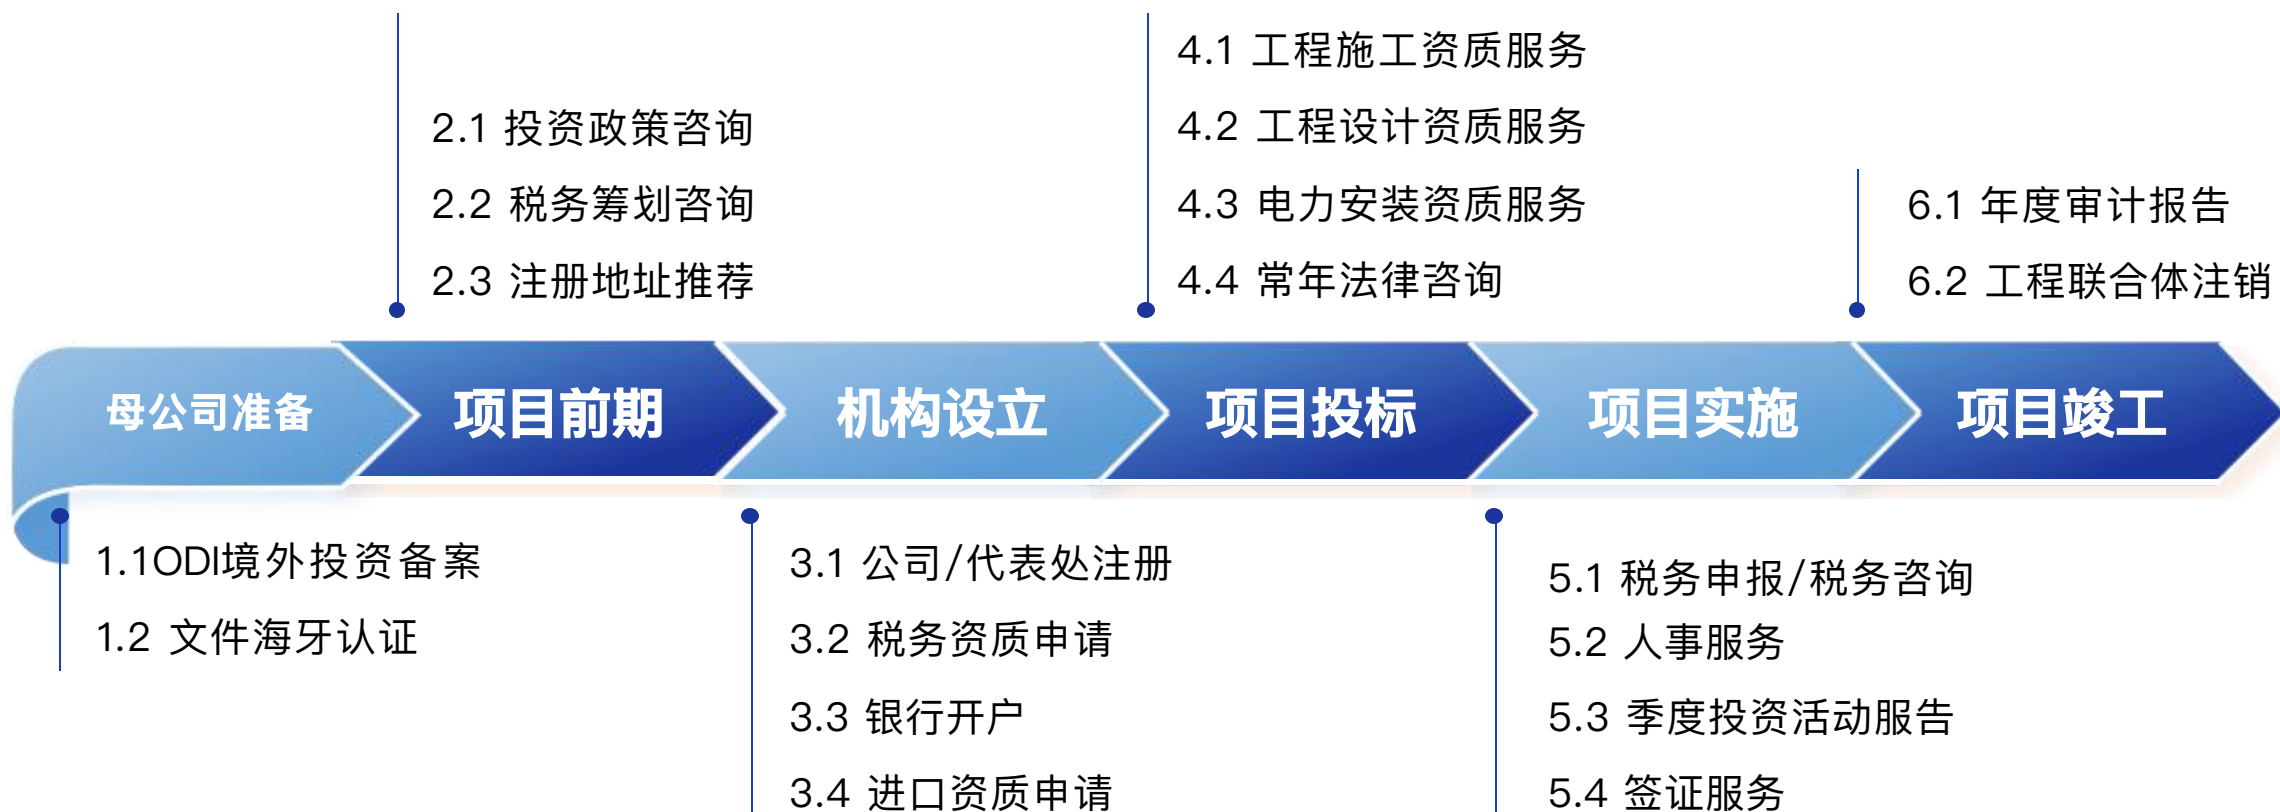 4.1 工程施工资质服务
2.1 投资政策咨询
4.2 工程设计资质服务
2.2 税务筹划咨询
4.3 电力安装资质服务
6.1 年度审计报告
2.3 注册地址推荐
4.4 常年法律咨询
6.2 工程联合体注销
母公司准备
项目前期
机构设立
项目投标
项目实施
项目竣工
1.1ODI境外投资备案
1.2 文件海牙认证
3.1 公司/代表处注册
3.2 税务资质申请
3.3 银行开户
3.4 进口资质申请
5.1 税务申报/税务咨询
5.2 人事服务
5.3 季度投资活动服告
5.4 签证服务